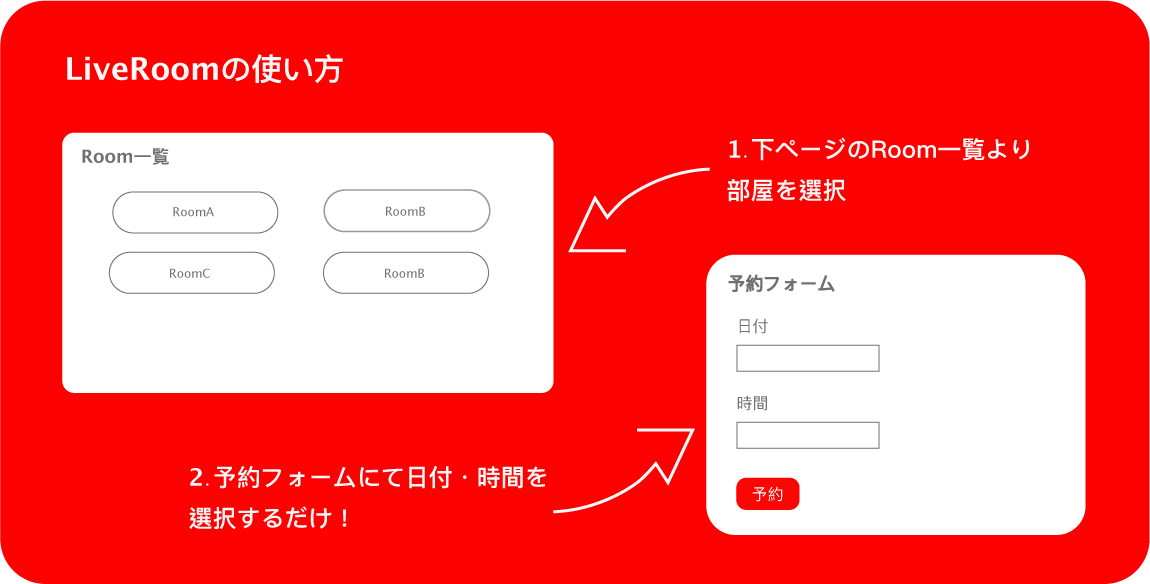 LiveRoomの使い方
Room一覧
RoomA
RoomB
RoomC
RoomB
1.下ページのRoom一覧より
部屋を選択
予約フォーム
日付
時間
予約
2.予約フォームにて日付・時間を
選択するだけ！